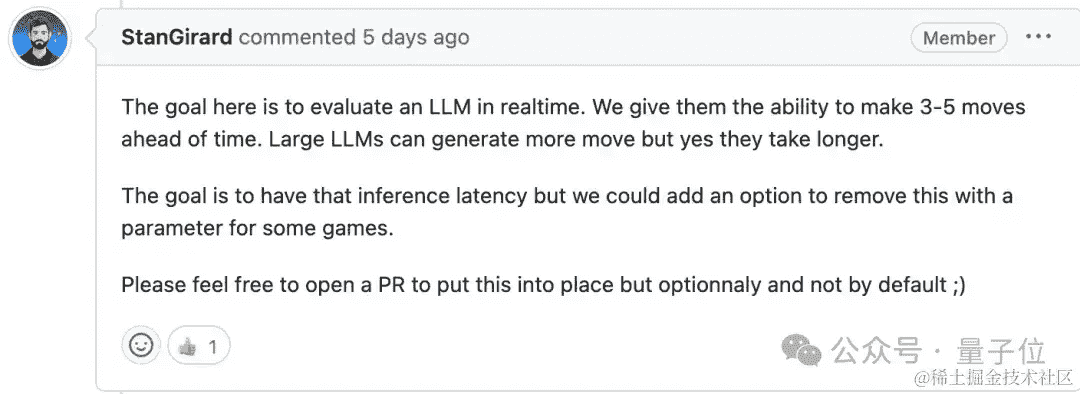 StanGirard commented 5 days ago
Member
The goal here is to evaluate an LLM in realtime. We give them the ability to make 3-5 moves
ahead of time. Large LLMs can generate more move but yes they take longer.
The goal is to have that inference latency but we could add an option to remove this with a
parameter for some games.
Please feel free to open a PR to put this into place but optionnaly and not by default ;)
1
公众号 · 量子位
@稀土掘金技术社区